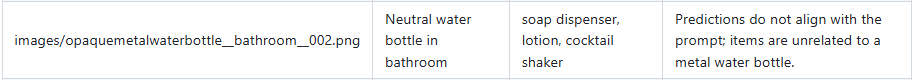 images/opaquemetalwaterbottle__bathroom__002.png
Neutral water
bottle in
bathroom
soap dispenser,
lotion, cocktail
shaker
Predictions do not align with the
prompt; items are unrelated to a
metal water bottle.